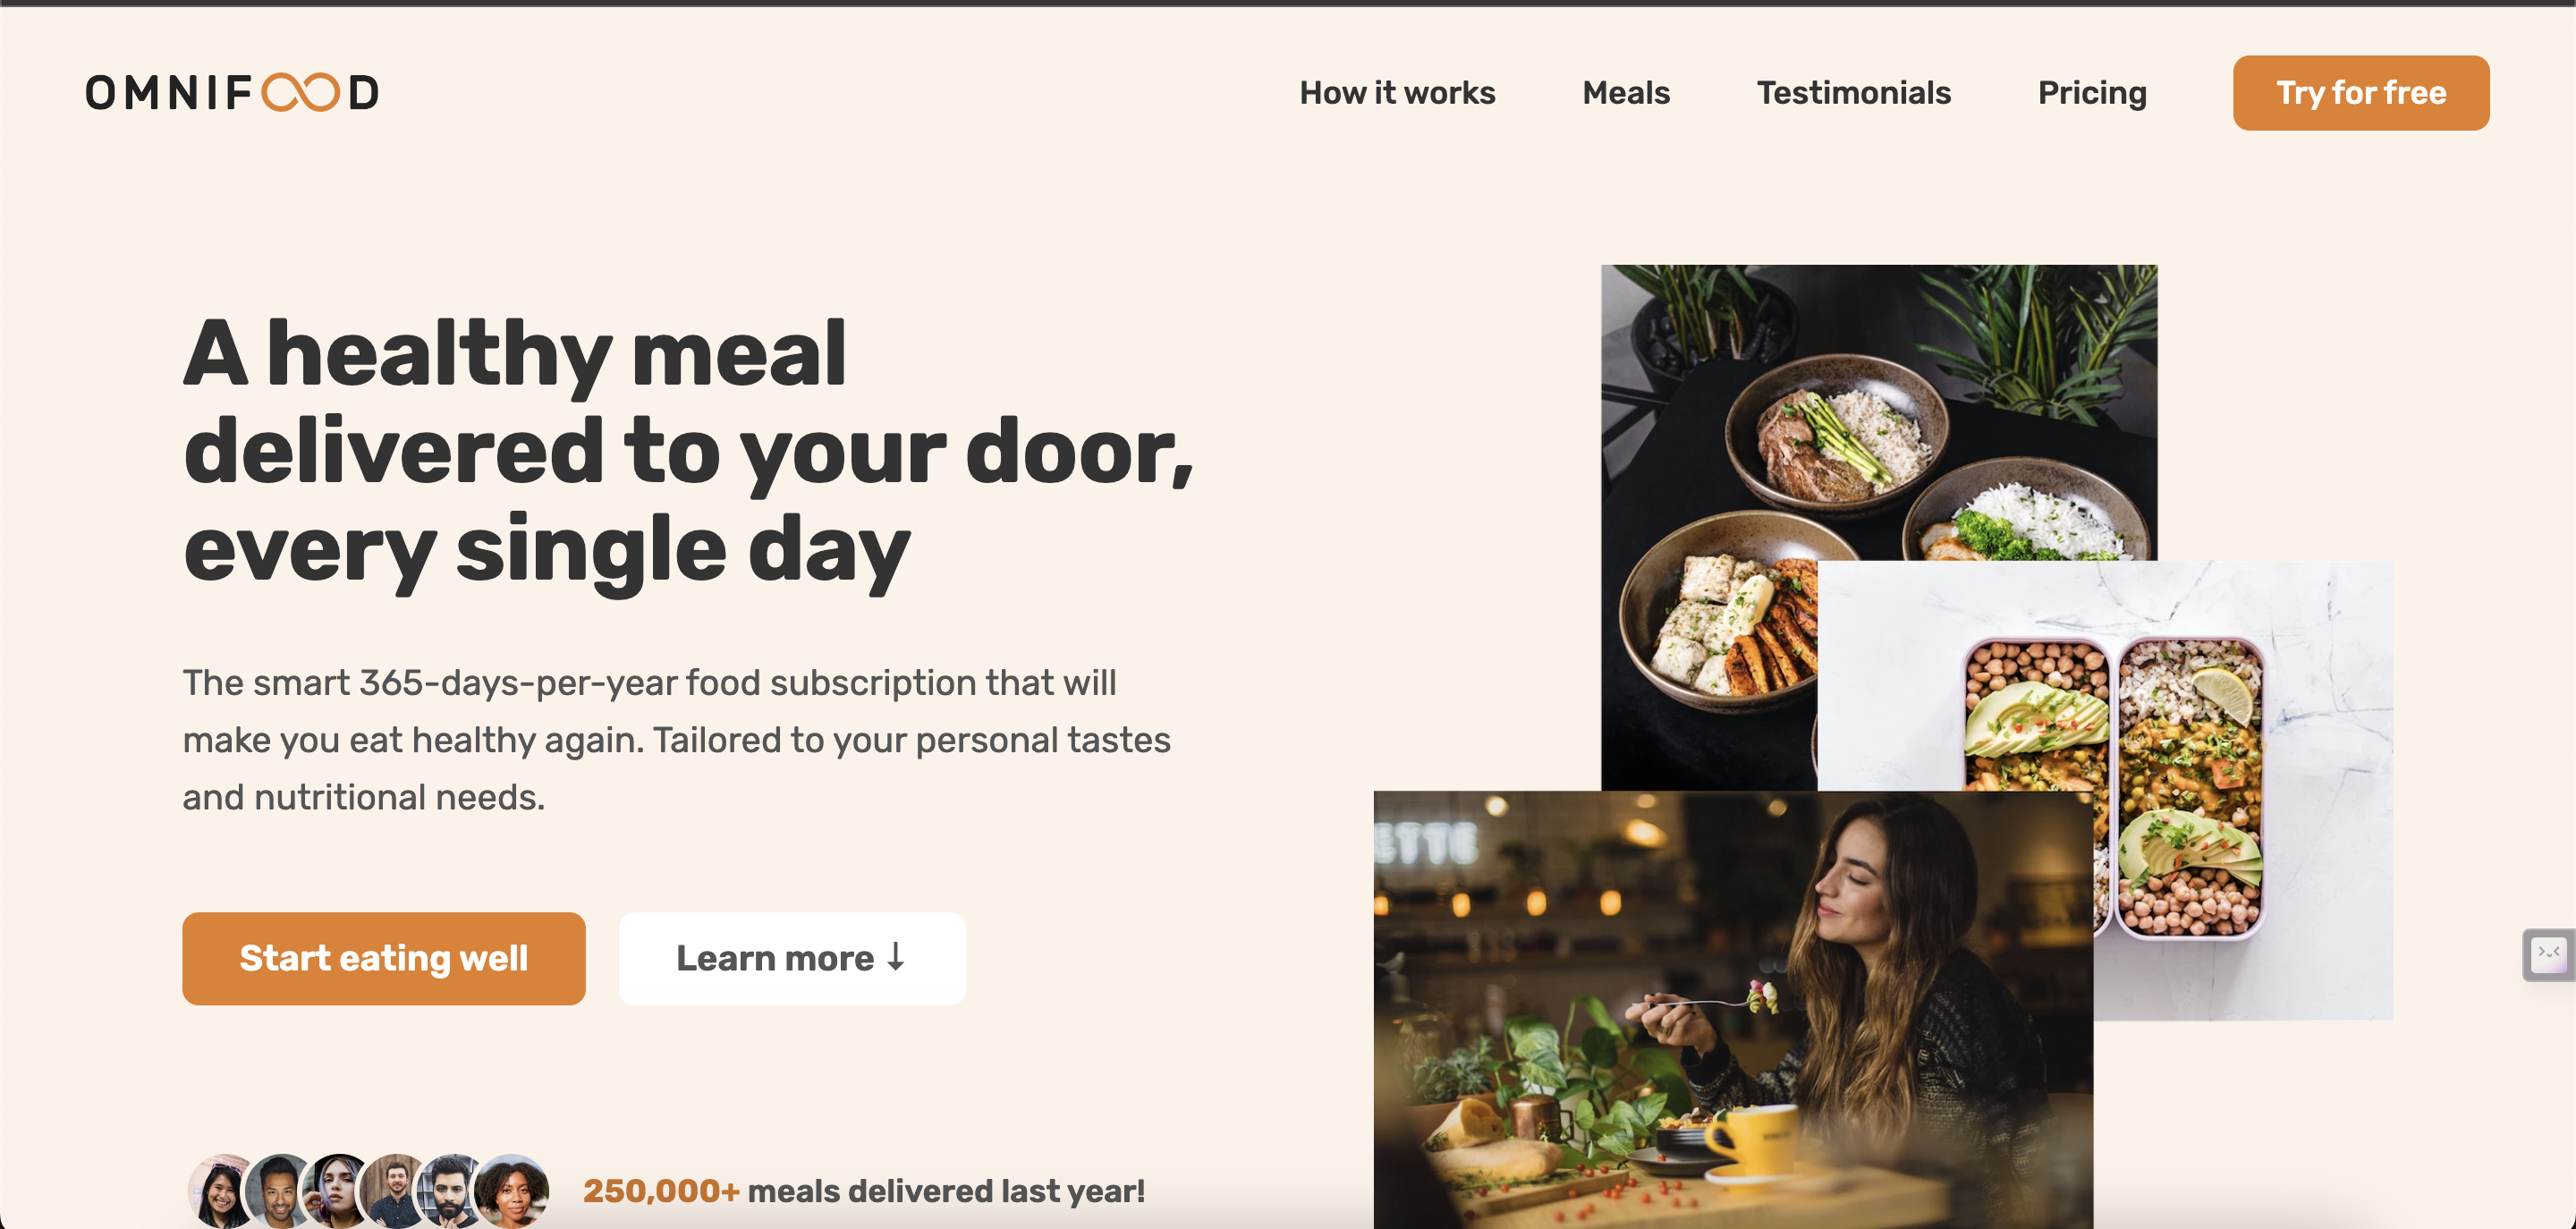 OMNIFOOD
How it works
Meals
Testimonials
Pricing
Try for free
A healthy meal
delivered to your door,
every single day
The smart 365-days-per-year food subscription that will
make you eat healthy again. Tailored to your personal tastes
and nutritional needs.
Start eating well
Learn more ↓
ETTE
250,000+ meals delivered last year!